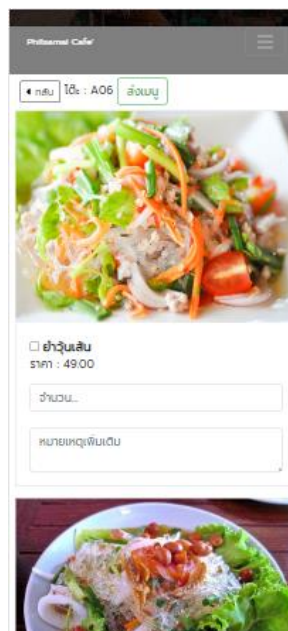 Philsamai Cafe'
กลับ โต๊ะ : A06 ส่งเมนู
ยำวุ้นเส้น
ราคา : 49.00
จำนวน...
หมายเหตุเพิ่มเติม